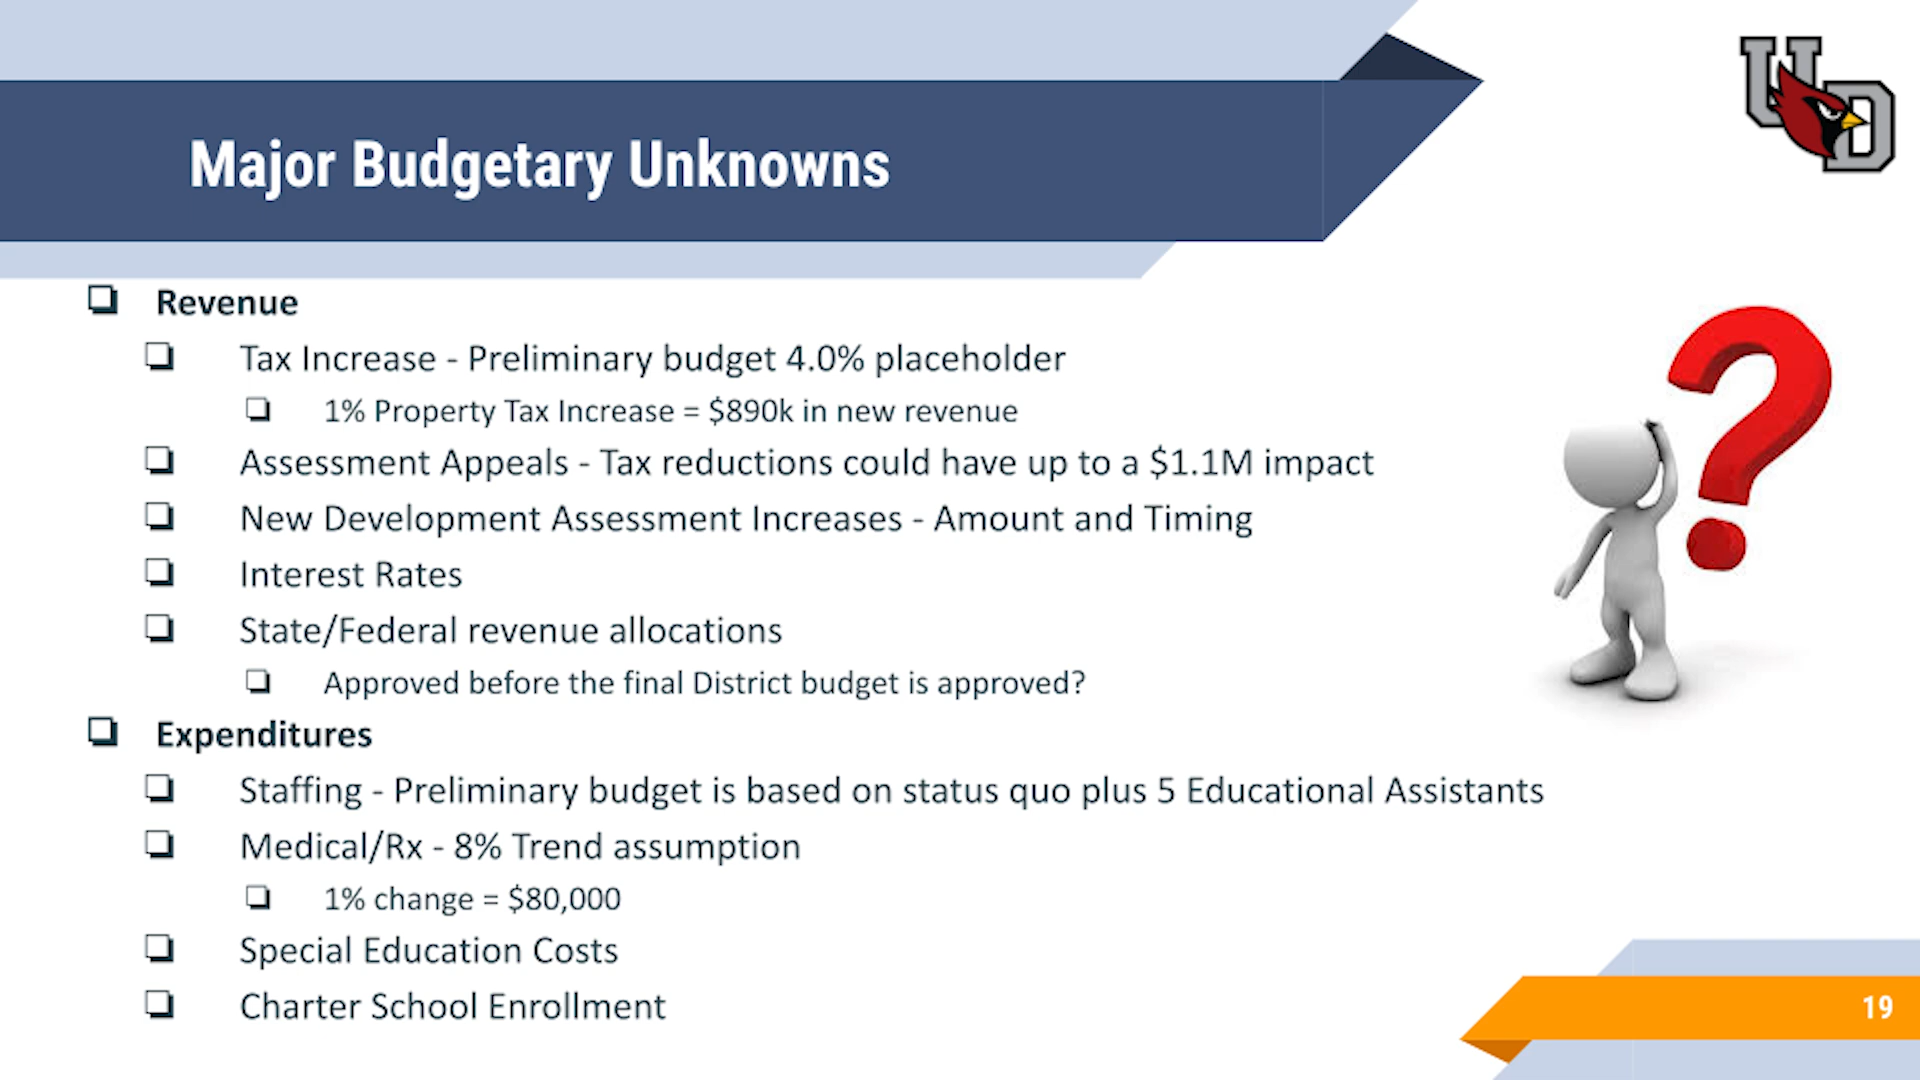 UD
Major Budgetary Unknowns
Revenue
Tax Increase - Preliminary budget 4.0% placeholder
1% Property Tax Increase = $890k in new revenue
Assessment Appeals - Tax reductions could have up to a $1.1M impact
New Development Assessment Increases - Amount and Timing
Interest Rates
State/Federal revenue allocations
Approved before the final District budget is approved?
Expenditures
Staffing - Preliminary budget is based on status quo plus 5 Educational Assistants
Medical/Rx - 8% Trend assumption
1% change = $80,000
Special Education Costs
Charter School Enrollment
19